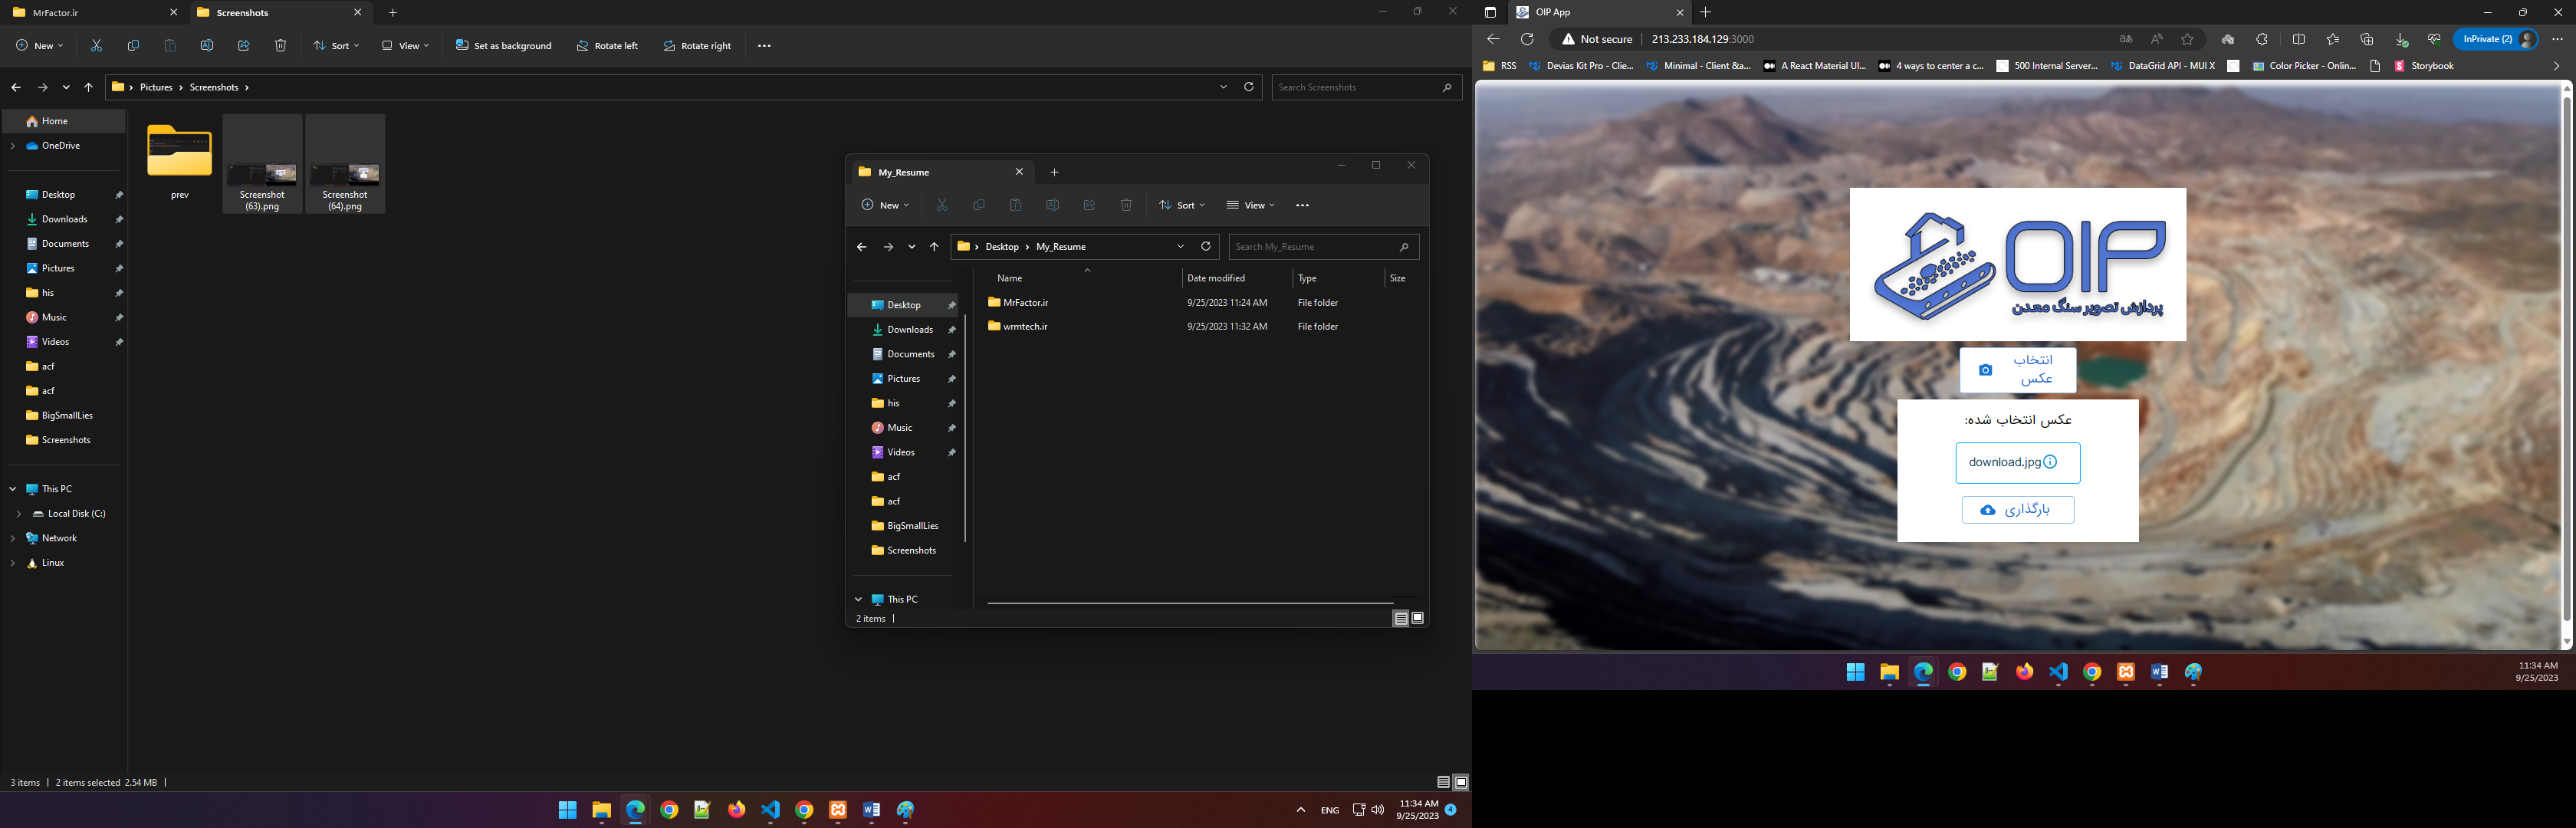 MrFactor.ir
Screenshots
New
Sort
View
Set as background
Rotate left
Rotate right
Pictures
Screenshots
Search Screenshots
Home
OneDrive
Desktop
Downloads
Documents
Pictures
his
Music
Videos
acf
acf
BigSmallLies
Screenshots
This PC
Local Disk (C:)
Network
Linux
prev
Screenshot
(63).png
Screenshot
(64).png
3 items
2 items selected 2.54 MB
My_Resume
New
Sort
View
Desktop
My_Resume
Search My_Resume
Name
Date modified
Type
Size
MrFactor.ir
9/25/2023 11:24 AM
File folder
wrmtech.ir
9/25/2023 11:32 AM
File folder
Desktop
Downloads
Documents
Pictures
his
Music
Videos
acf
acf
BigSmallLies
Screenshots
This PC
2 items
ENG
11:34 AM
9/25/2023
4
OIP App
Not secure
213.233.184.129:3000
InPrivate (2)
RSS
Devias Kit Pro - Clie...
Minimal - Client &a...
A React Material UI...
4 ways to center a c...
500 Internal Server...
DataGrid API - MUI X
Color Picker - Onlin...
Storybook
OIP
پردازش تصویر سنگ معدن
انتخاب
عکس
عکس انتخاب شده:
download.jpg
بارگذاری
11:34 AM
9/25/2023